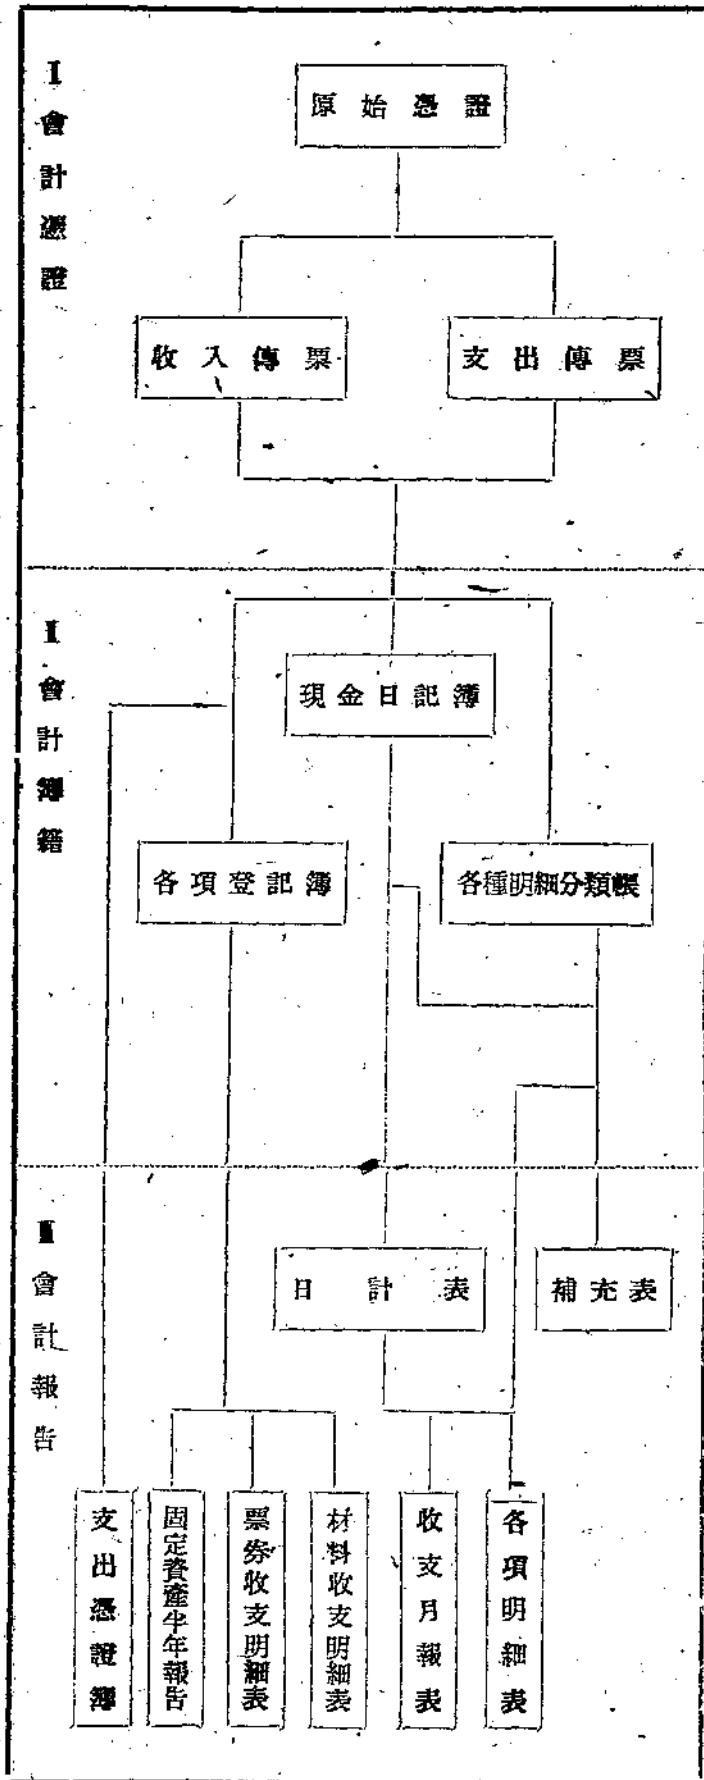 I 會計憑證
原始憑證
收入傳票
支出傳票
II 會計簿籍
現金日記簿
各項登記簿
各種明細分類帳
III 會計報告
日計表
補充表
支出憑證簿
固定資產半年報告
票券收支明細表
材料收支明細表
收支月報表
各項明細表